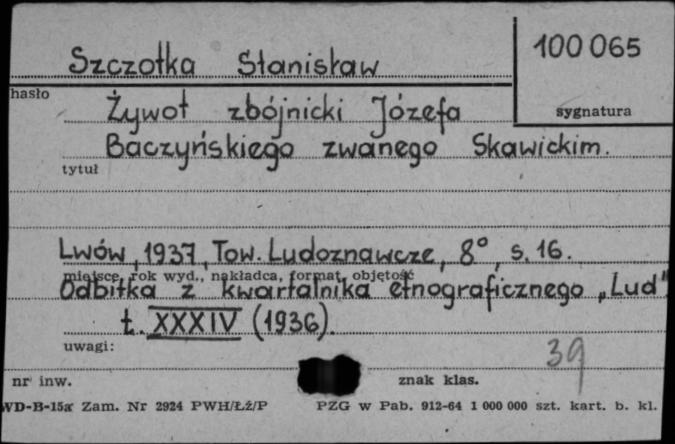 Szczotka Stanisław
100 065
hasło
sygnatura
Żywot zbójnicki Józefa
Baczyńskiego zwanego Skawickim.
tytuł
Lwów, 1937, Tow. Ludoznawcze, 8°, s. 16.
miejsce, rok wyd., nakładca, format, objętość
Odbitka z kwartalnika etnograficznego „Lud"
t. XXXIV (1936).
uwagi:
39
nr inw.
znak klas.
WD-B-15a Zam. Nr 2924 PWH/Łź/P
PZG w Pab. 912-64 1 000 000 szt. kart. b. kl.